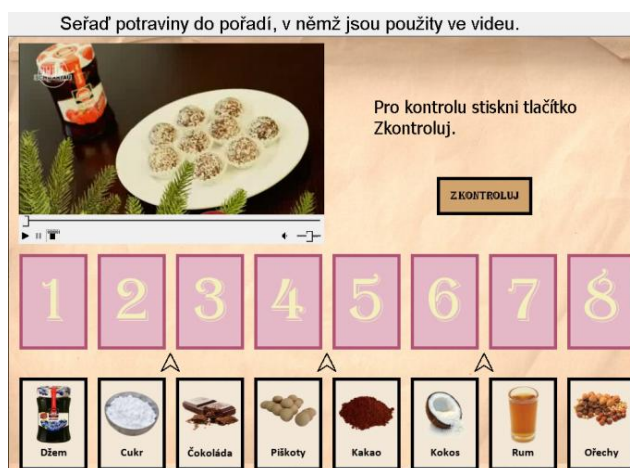 Seřaď potraviny do pořadí, v němž jsou použity ve videu.
Pro kontrolu stiskni tlačítko
Zkontroluj.
ZKONTROLUJ
1 2 3 4 5 6 7 8
Džem Cukr Čokoláda Piškoty Kakao Kokos Rum Ořechy